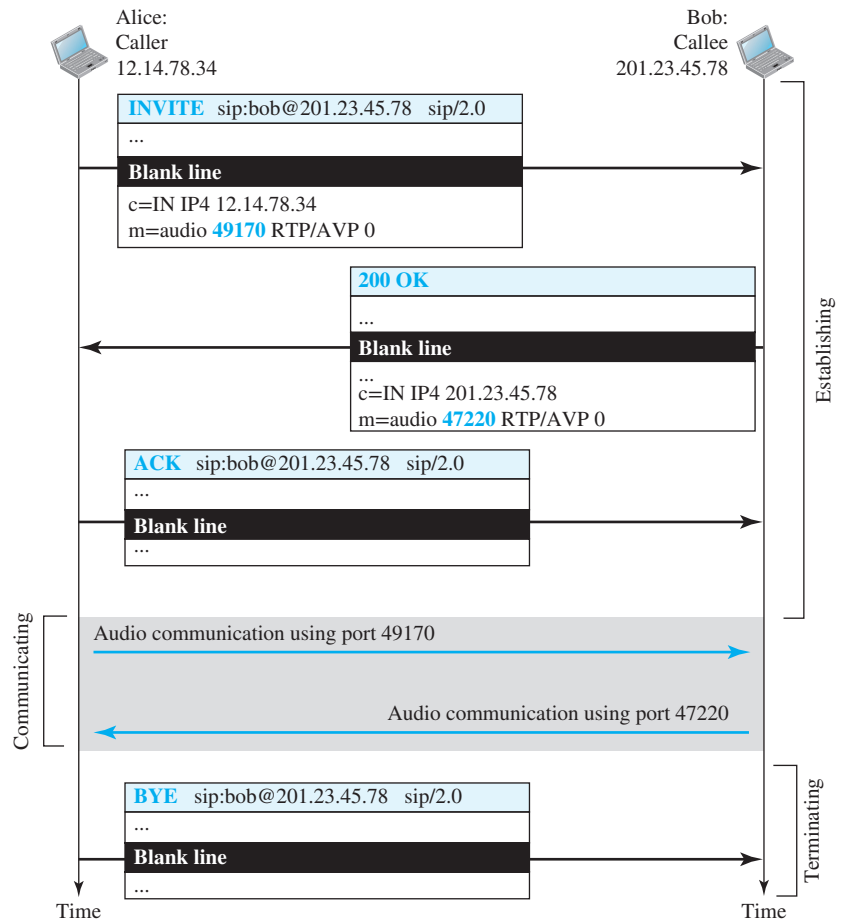 Alice:
Caller
12.14.78.34
Bob:
Callee
201.23.45.78
INVITE sip:bob@201.23.45.78 sip/2.0
...
Blank line
c=IN IP4 12.14.78.34
m=audio 49170 RTP/AVP 0
200 OK
...
Blank line
...
c=IN IP4 201.23.45.78
m=audio 47220 RTP/AVP 0
Establishing
ACK sip:bob@201.23.45.78 sip/2.0
...
Blank line
...
Communicating
Audio communication using port 49170
Audio communication using port 47220
BYE sip:bob@201.23.45.78 sip/2.0
...
Blank line
...
Terminating
Time
Time